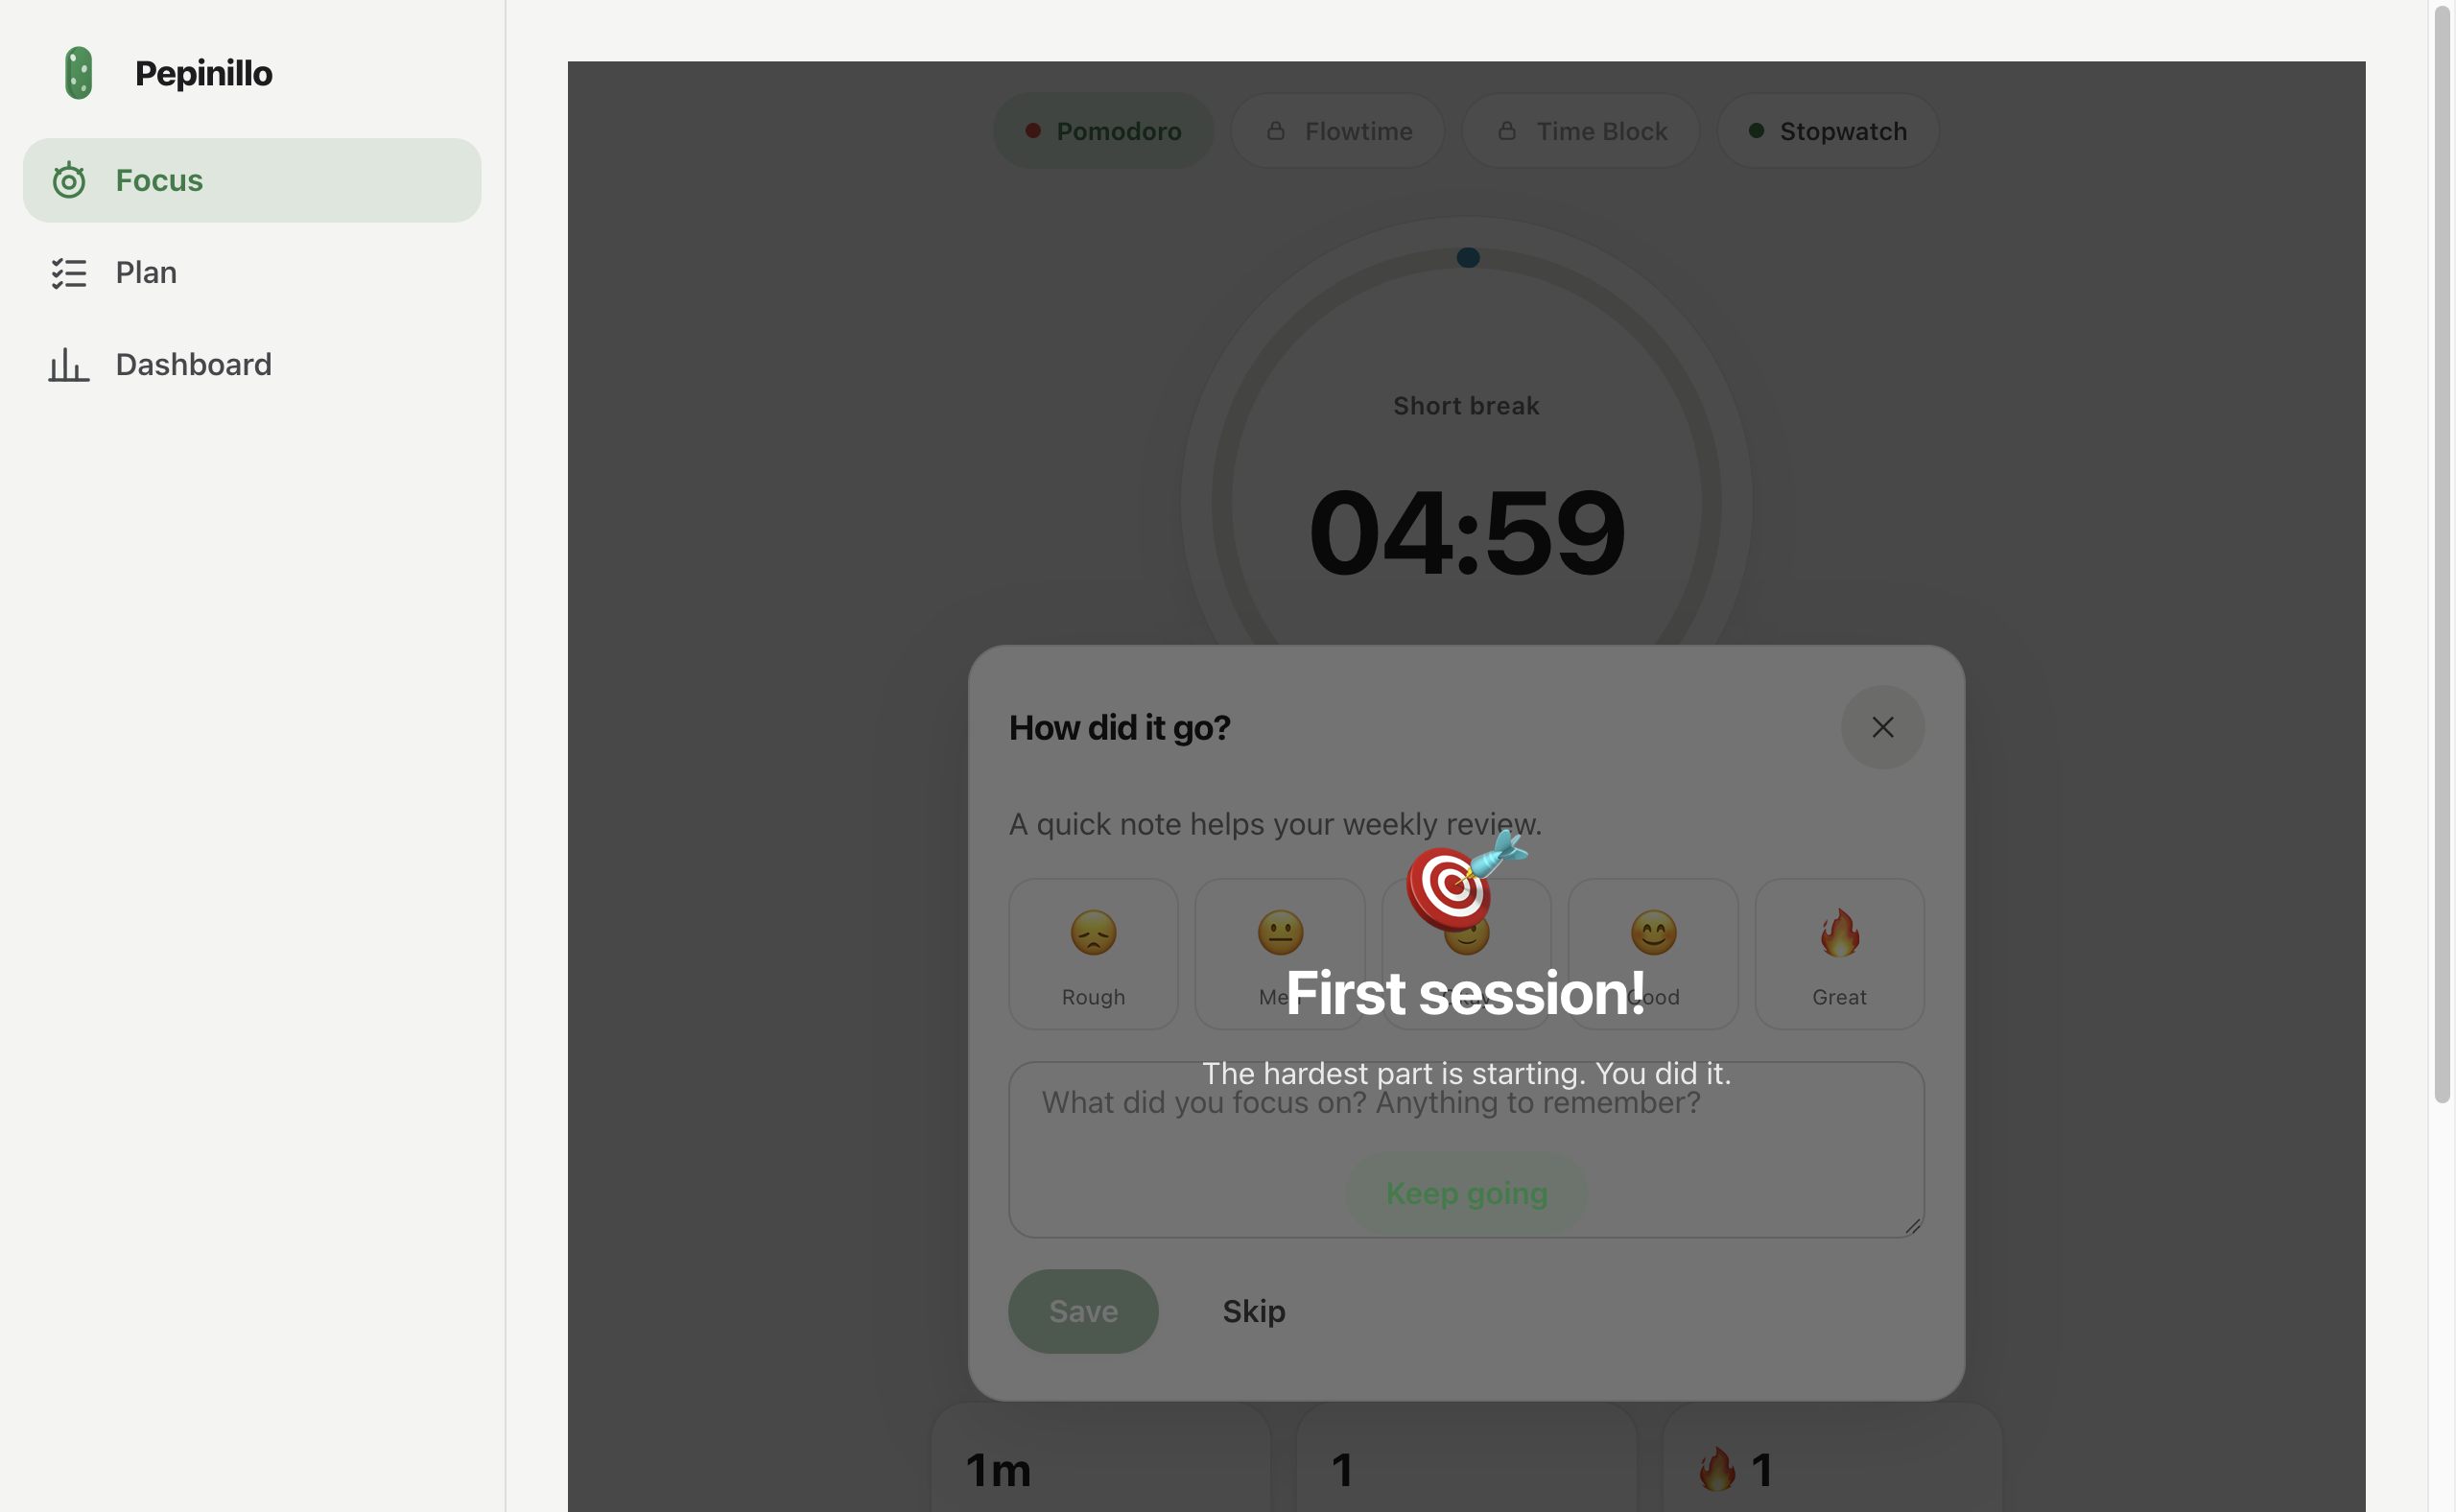 Pepinillo
Focus
Plan
Dashboard
Pomodoro
Flowtime
Time Block
Stopwatch
Short break
04:59
How did it go?
A quick note helps your weekly review.
Rough
Good
Great
First session!
The hardest part is starting. You did it.
What did you focus on? Anything to remember?
Keep going
Save
Skip
1m
1
1